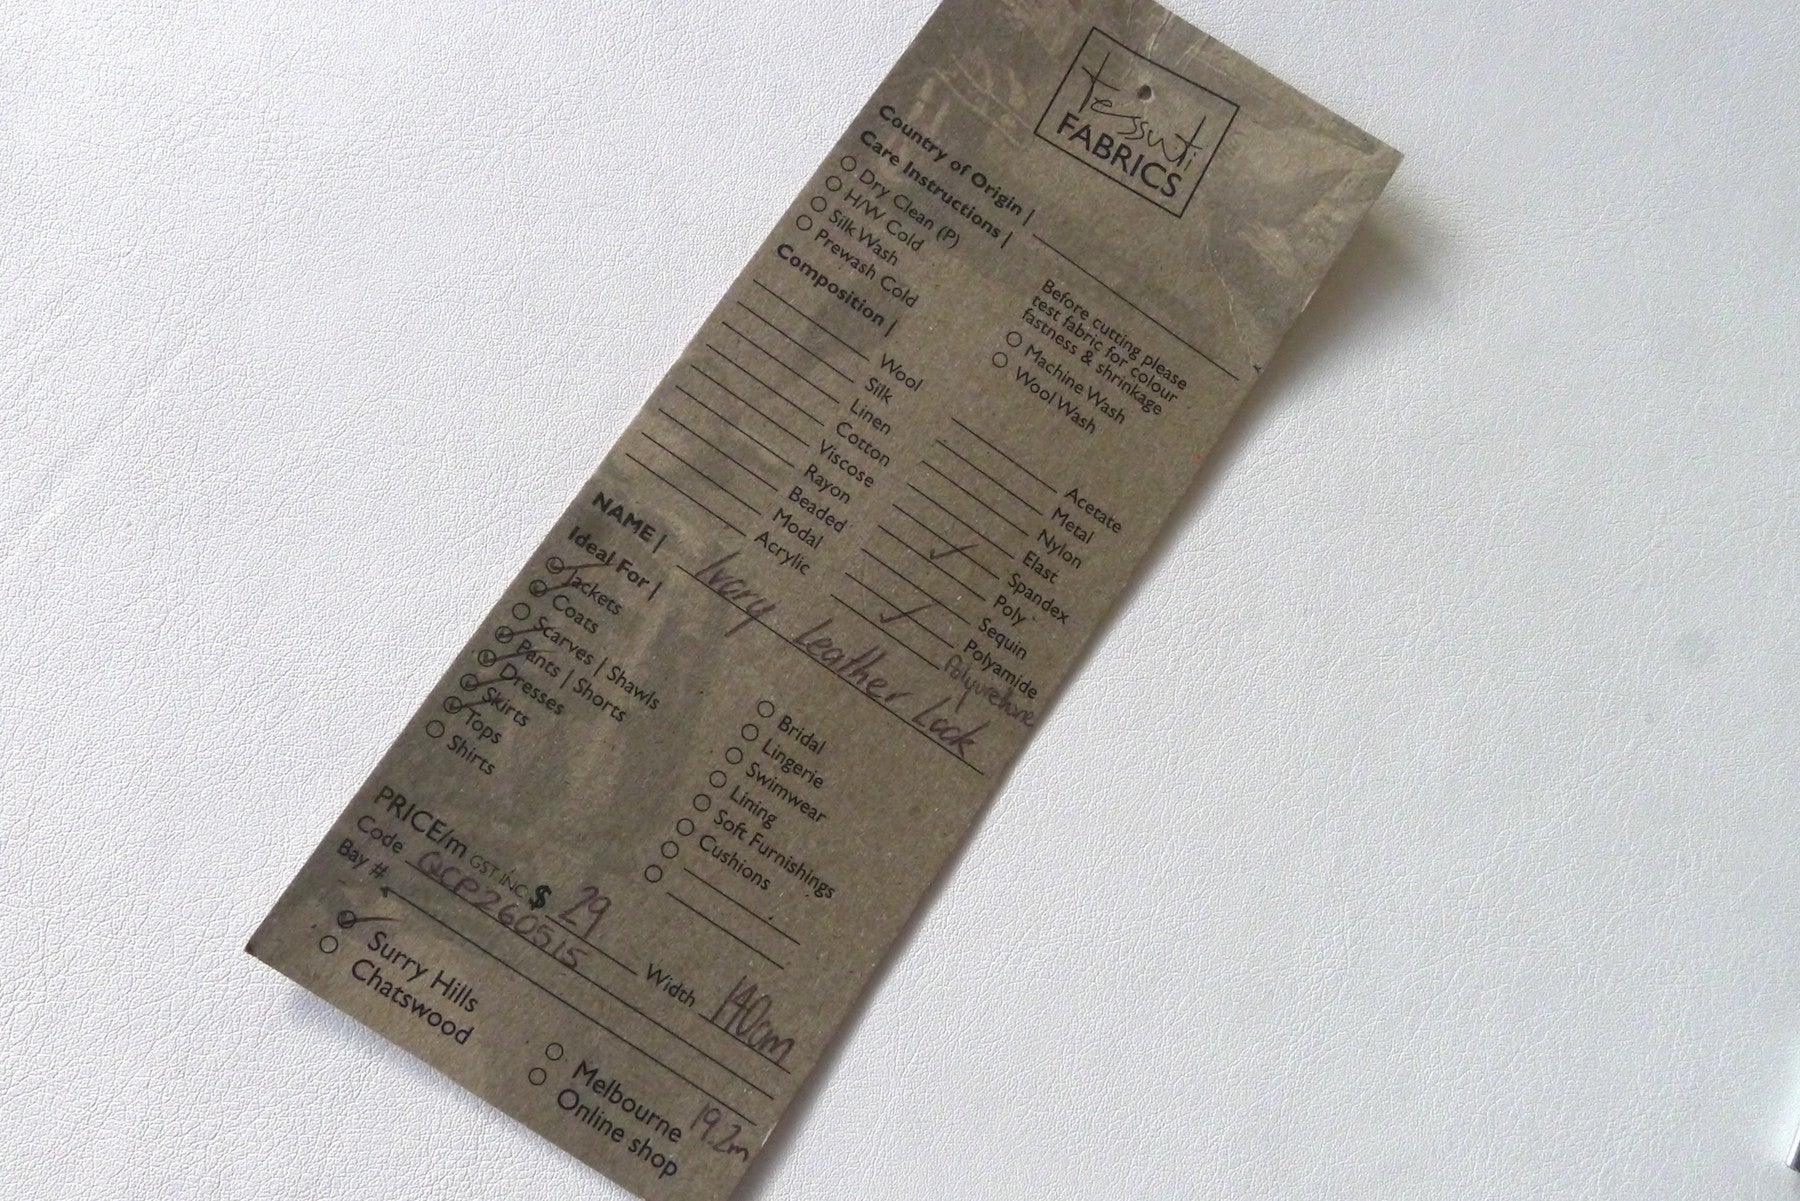 tessuti
FABRICS
Country of Origin |
Care Instructions |
Dry Clean (P)
H/W Cold
Silk Wash
Prewash Cold
Before cutting please
test fabric for colour
fastness & shrinkage
Machine Wash
Wool Wash
Composition |
Wool
Silk
Linen
Cotton
Viscose
Rayon
Beaded
Modal
Acrylic
Acetate
Metal
Nylon
Elast
Spandex
Poly
Sequin
Polyamide
Polyurethane
NAME | Ivory Leather Look
Ideal For |
Jackets
Coats
Scarves | Shawls
Pants | Shorts
Dresses
Skirts
Tops
Shirts
Bridal
Lingerie
Swimwear
Lining
Soft Furnishings
Cushions
PRICE/m GST INC $ 29 Width 140cm
Code QCP260515
Bay #
Surry Hills
Chatswood
Melbourne
Online shop
19.2m